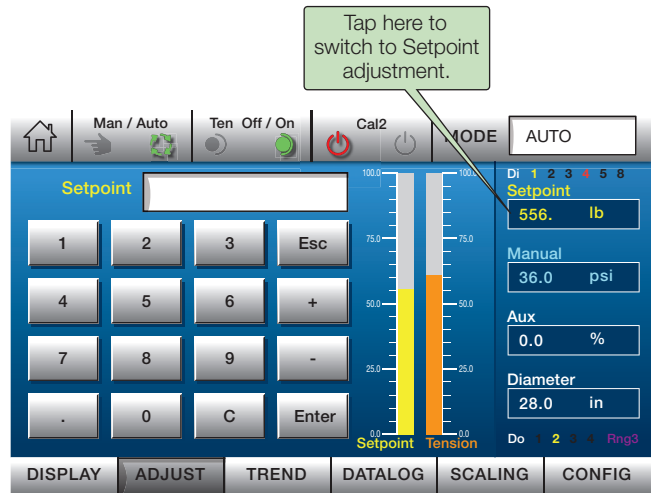 Tap here to
switch to Setpoint
adjustment.
Man / Auto
Ten Off / On
Cal2
MODE
AUTO
Setpoint
1 2 3 Esc
4 5 6 +
7 8 9 -
. 0 C Enter
100.0 100.0
75.0 75.0
50.0 50.0
25.0 25.0
0.0 0.0
Setpoint Tension
Di 1 2 3 4 5 8
Setpoint
556. lb
Manual
36.0 psi
Aux
0.0 %
Diameter
28.0 in
Do 1 2 3 4 Rng3
DISPLAY ADJUST TREND DATALOG SCALING CONFIG